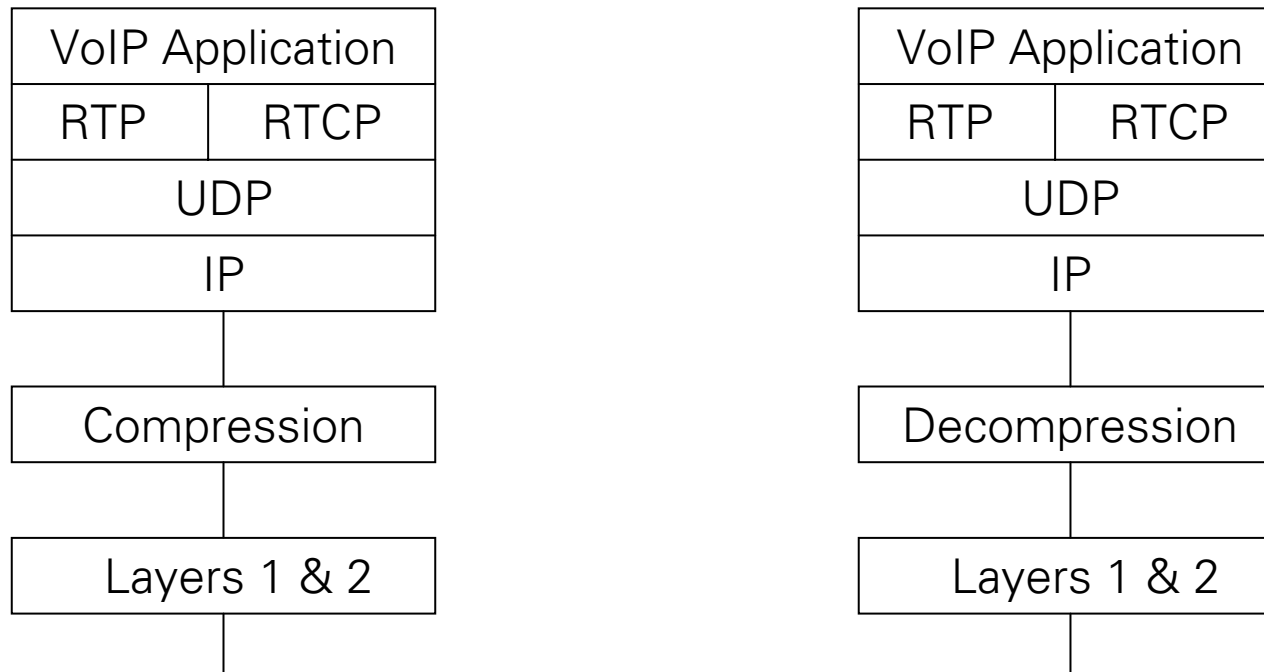 VoIP Application
RTP
RTCP
UDP
IP
Compression
Layers 1 & 2
VoIP Application
RTP
RTCP
UDP
IP
Decompression
Layers 1 & 2